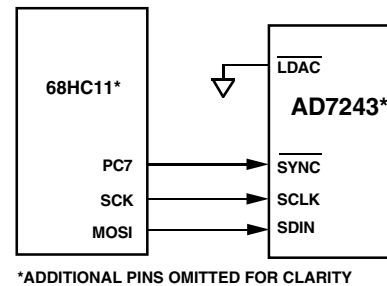 68HC11*
PC7
SCK
MOSI
LDAC
AD7243*
SYNC
SCLK
SDIN
*ADDITIONAL PINS OMITTED FOR CLARITY